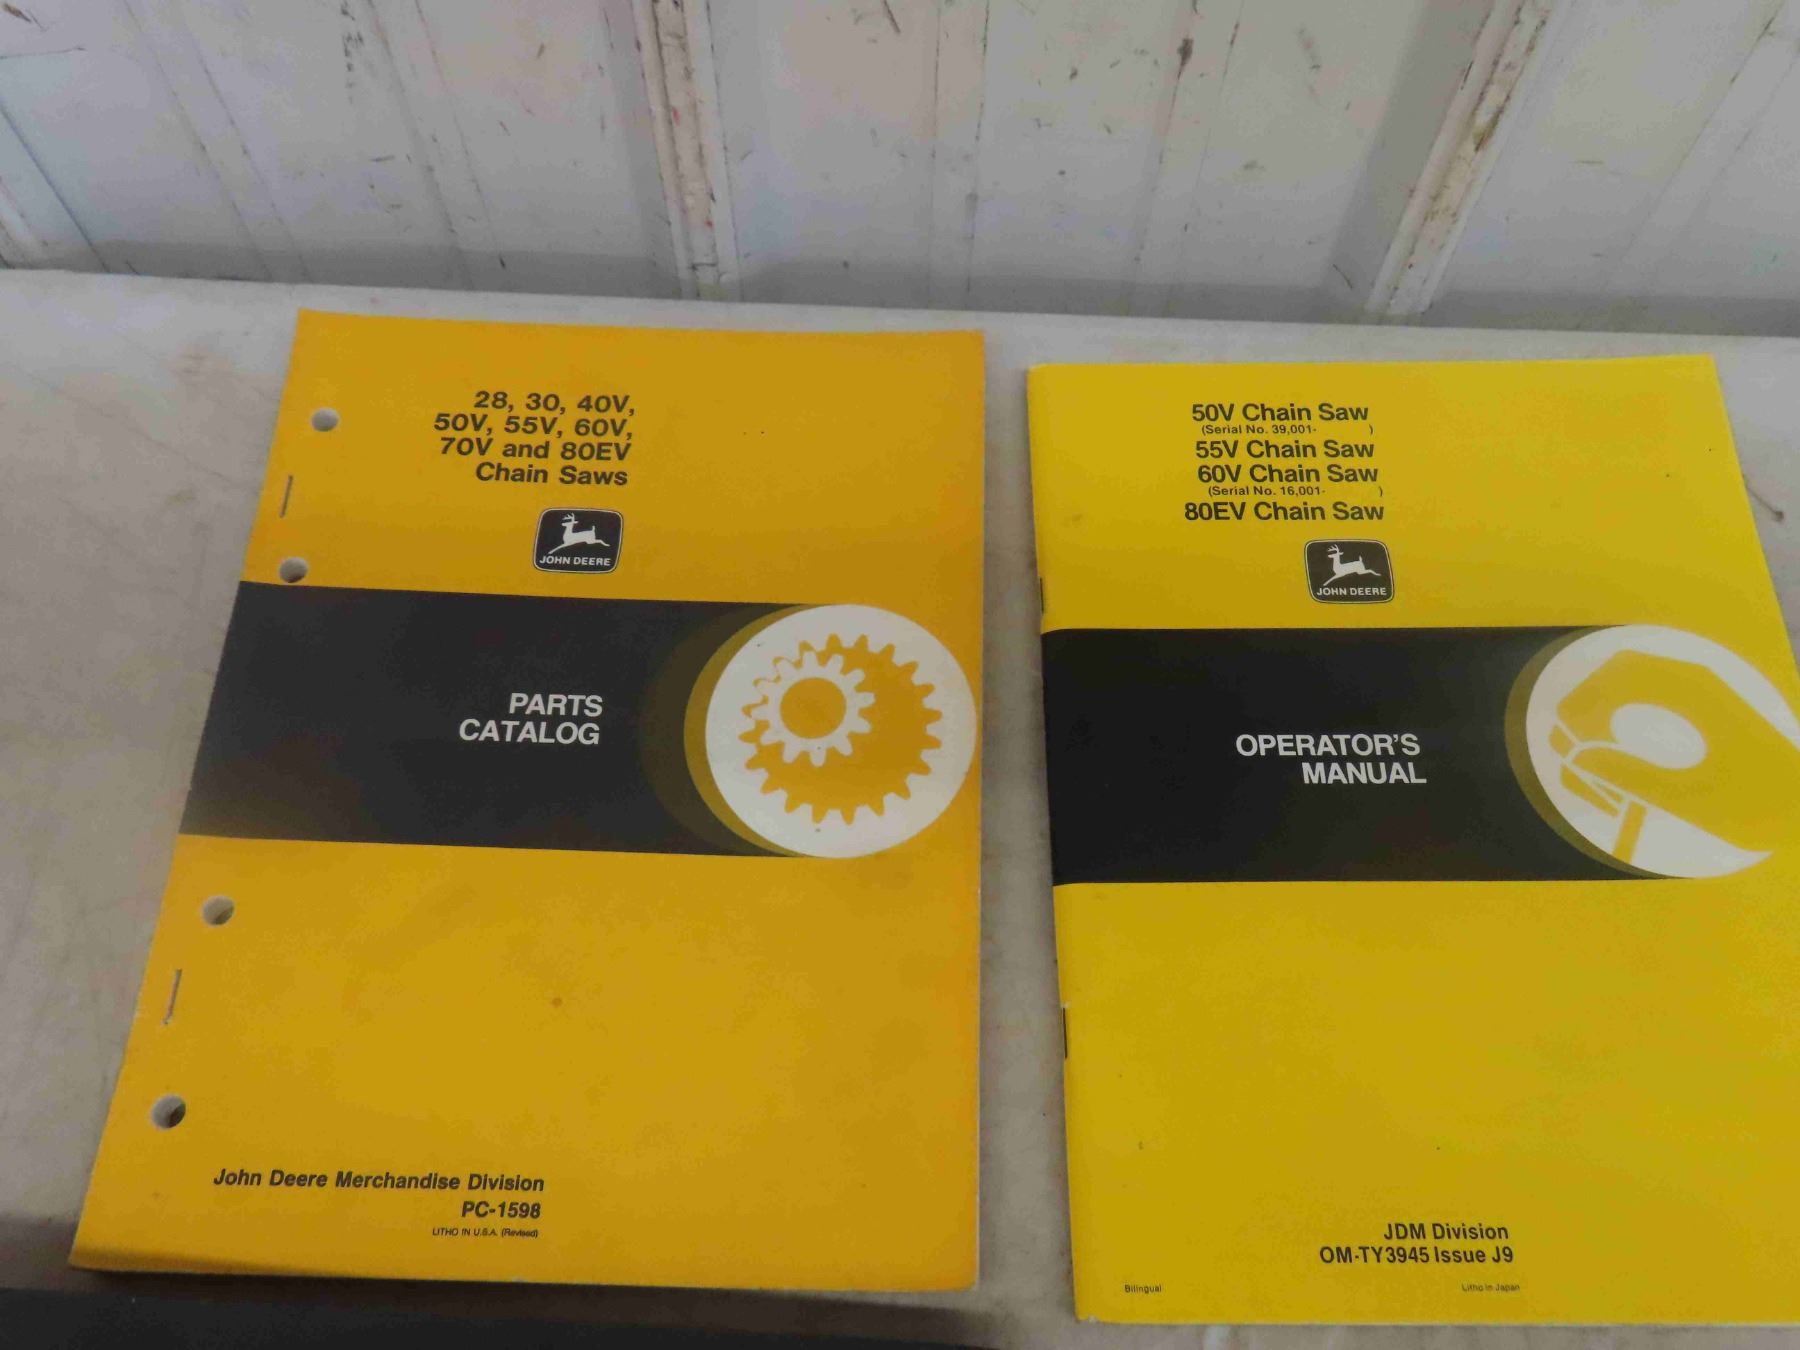 28, 30, 40V,
50V, 55V, 60V,
70V and 80EV
Chain Saws
JOHN DEERE
PARTS
CATALOG
John Deere Merchandise Division
PC-1598
LITHO IN U.S.A. (Revised)
50V Chain Saw
(Serial No. 39,001- )
55V Chain Saw
60V Chain Saw
(Serial No. 16,001- )
80EV Chain Saw
JOHN DEERE
OPERATOR'S
MANUAL
JDM Division
OM-TY3945 Issue J9
Bilingual
Litho in Japan